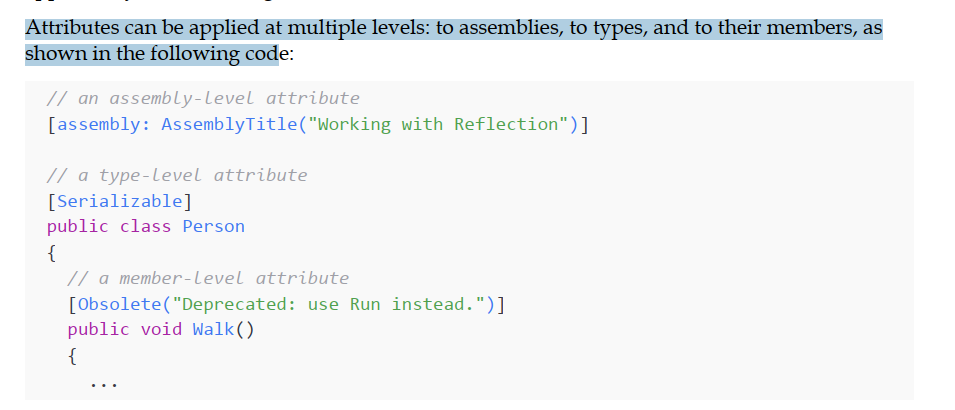 Attributes can be applied at multiple levels: to assemblies, to types, and to their members, as
shown in the following code:
// an assembly-level attribute
[assembly: AssemblyTitle("Working with Reflection")]
// a type-level attribute
[Serializable]
public class Person
{
// a member-level attribute
[Obsolete("Deprecated: use Run instead.")]
public void Walk()
{
...